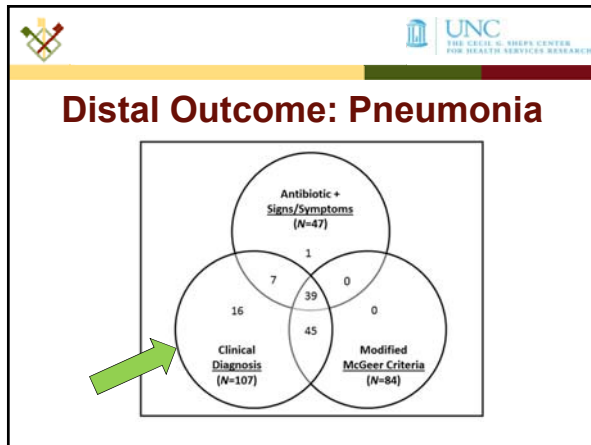 UNC
THE CECIL G. SHEPS CENTER
FOR HEALTH SERVICES RESEARCH
Distal Outcome: Pneumonia
Antibiotic +
Signs/Symptoms
(N=47)
1
7
0
39
16
0
45
Clinical
Diagnosis
(N=107)
Modified
McGeer Criteria
(N=84)